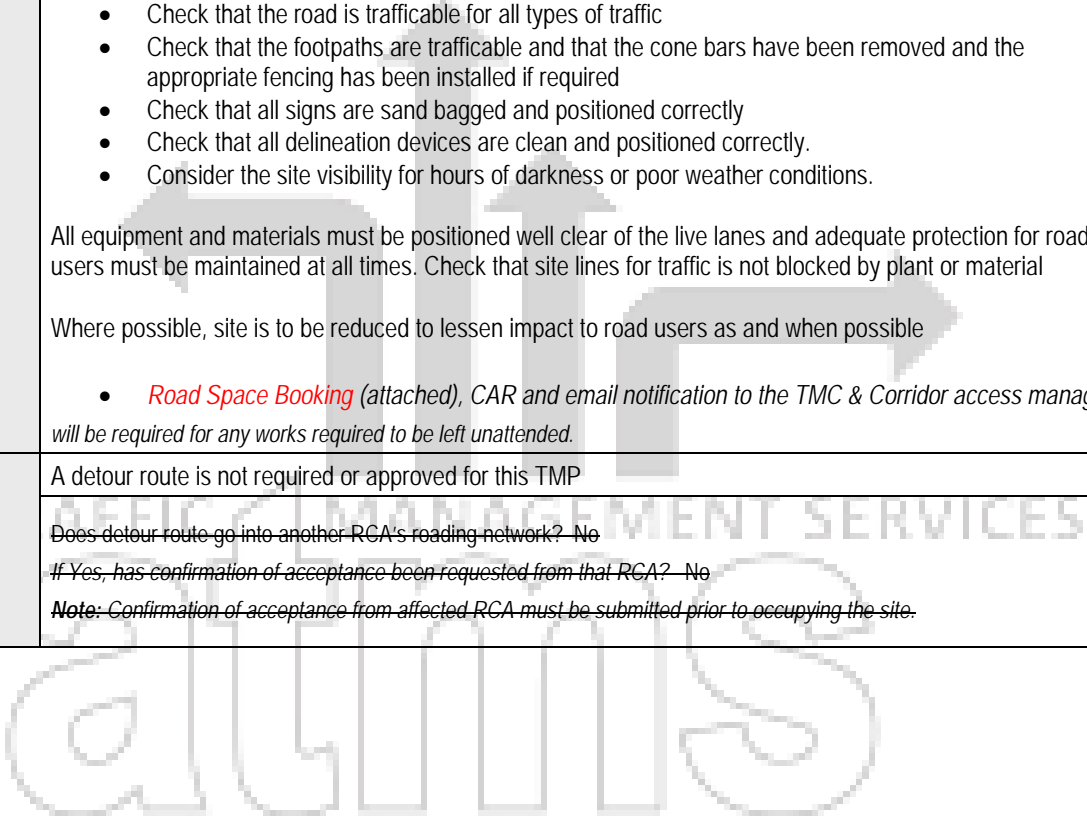 • Check that the road is trafficable for all types of traffic
• Check that the footpaths are trafficable and that the cone bars have been removed and the
appropriate fencing has been installed if required
• Check that all signs are sand bagged and positioned correctly
• Check that all delineation devices are clean and positioned correctly.
• Consider the site visibility for hours of darkness or poor weather conditions.
All equipment and materials must be positioned well clear of the live lanes and adequate protection for road
users must be maintained at all times. Check that site lines for traffic is not blocked by plant or material
Where possible, site is to be reduced to lessen impact to road users as and when possible
• Road Space Booking (attached), CAR and email notification to the TMC & Corridor access manag
will be required for any works required to be left unattended.
A detour route is not required or approved for this TMP
AFFIC MANAGEMENT SERVICES
Does detour route go into another RCA's roading network? No
If Yes, has confirmation of acceptance been requested from that RCA? No
Note: Confirmation of acceptance from affected RCA must be submitted prior to occupying the site.
atms